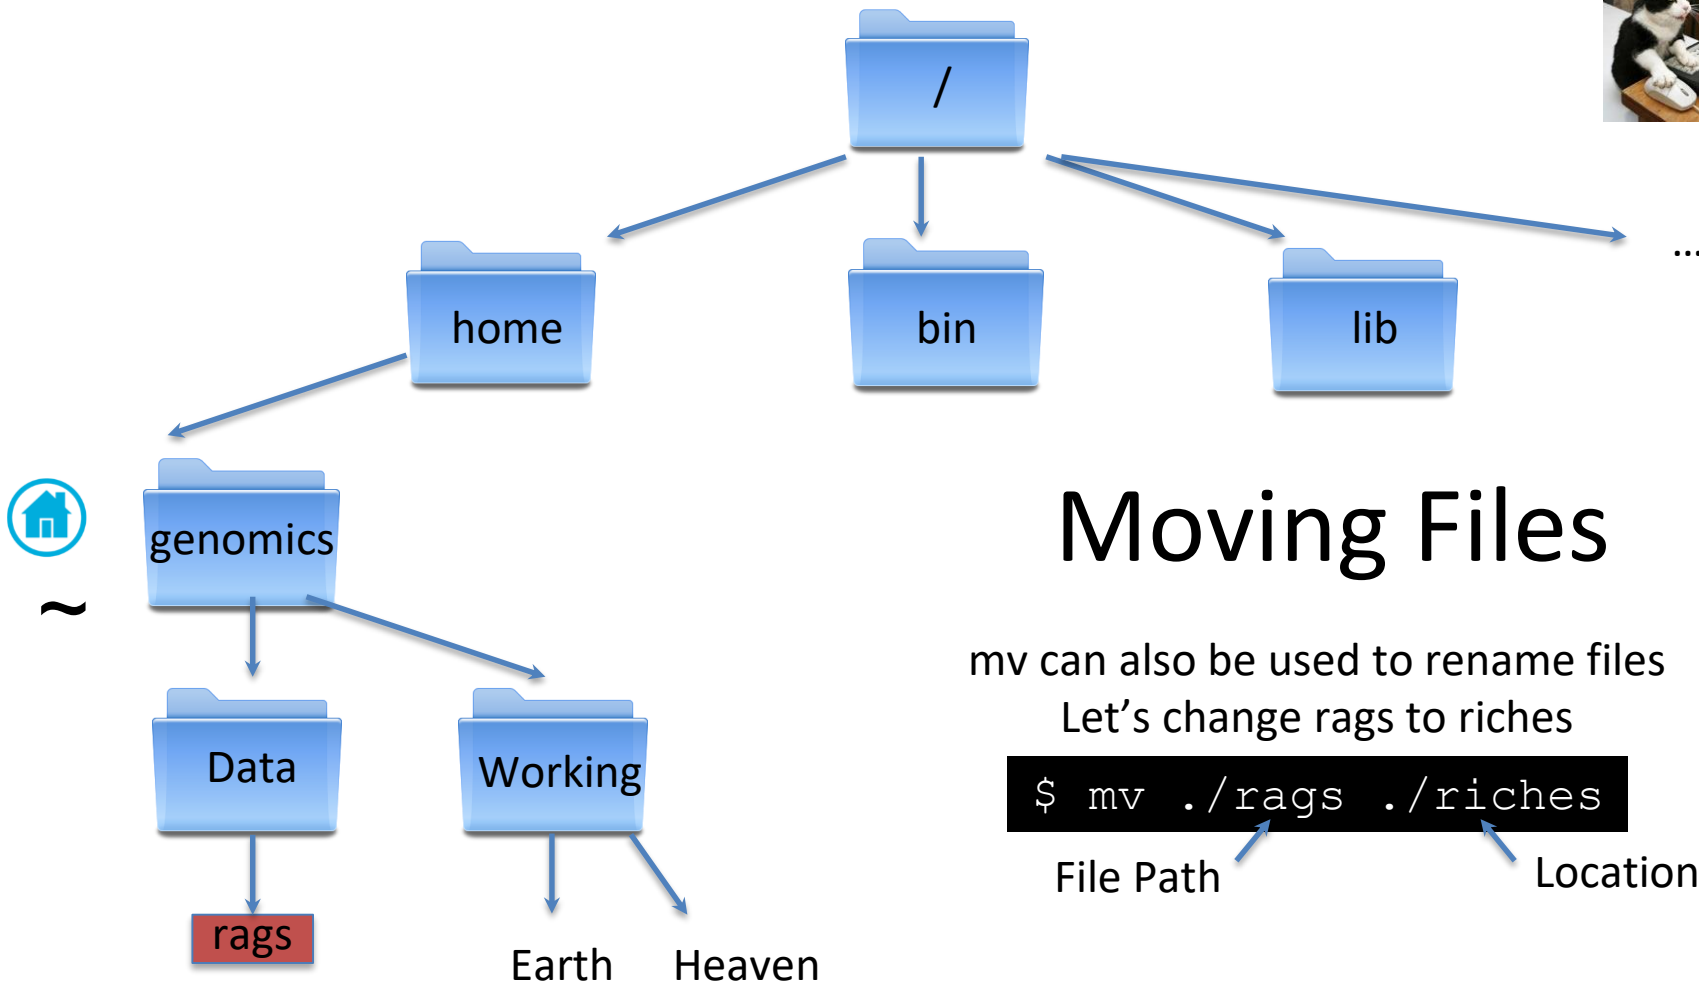 /
home
bin
lib
...
genomics
~
Data
Working
rags
Earth
Heaven
Moving Files
mv can also be used to rename files
Let’s change rags to riches
$ mv ./rags ./riches
File Path
Location